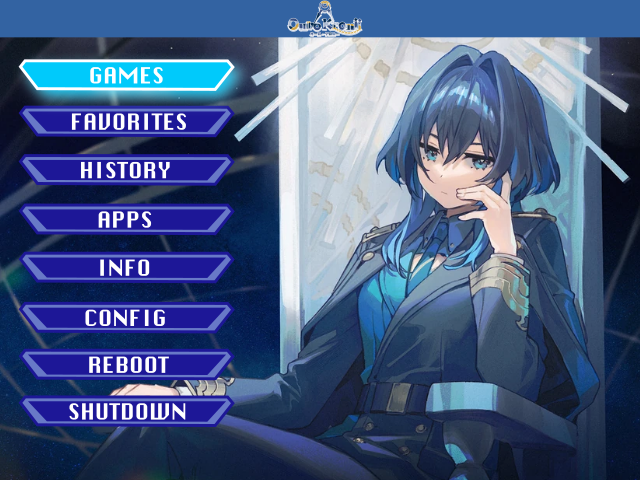 GAMES
FAVORITES
HISTORY
APPS
INFO
CONFIG
REBOOT
SHUTDOWN